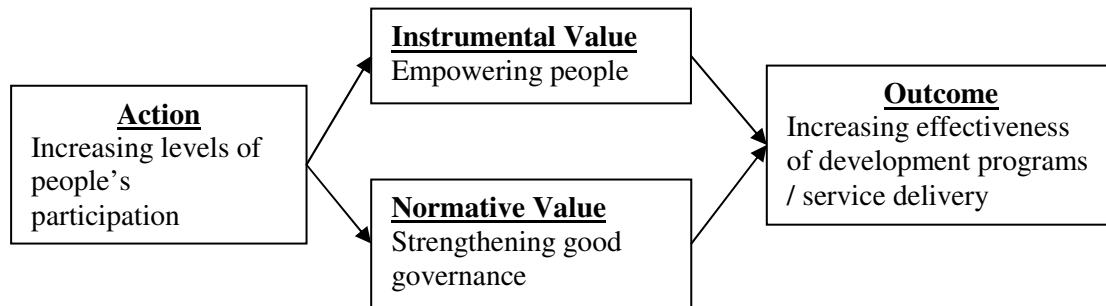 Action
Increasing levels of
people's
participation
Instrumental Value
Empowering people
Normative Value
Strengthening good
governance
Outcome
Increasing effectiveness
of development programs
/ service delivery